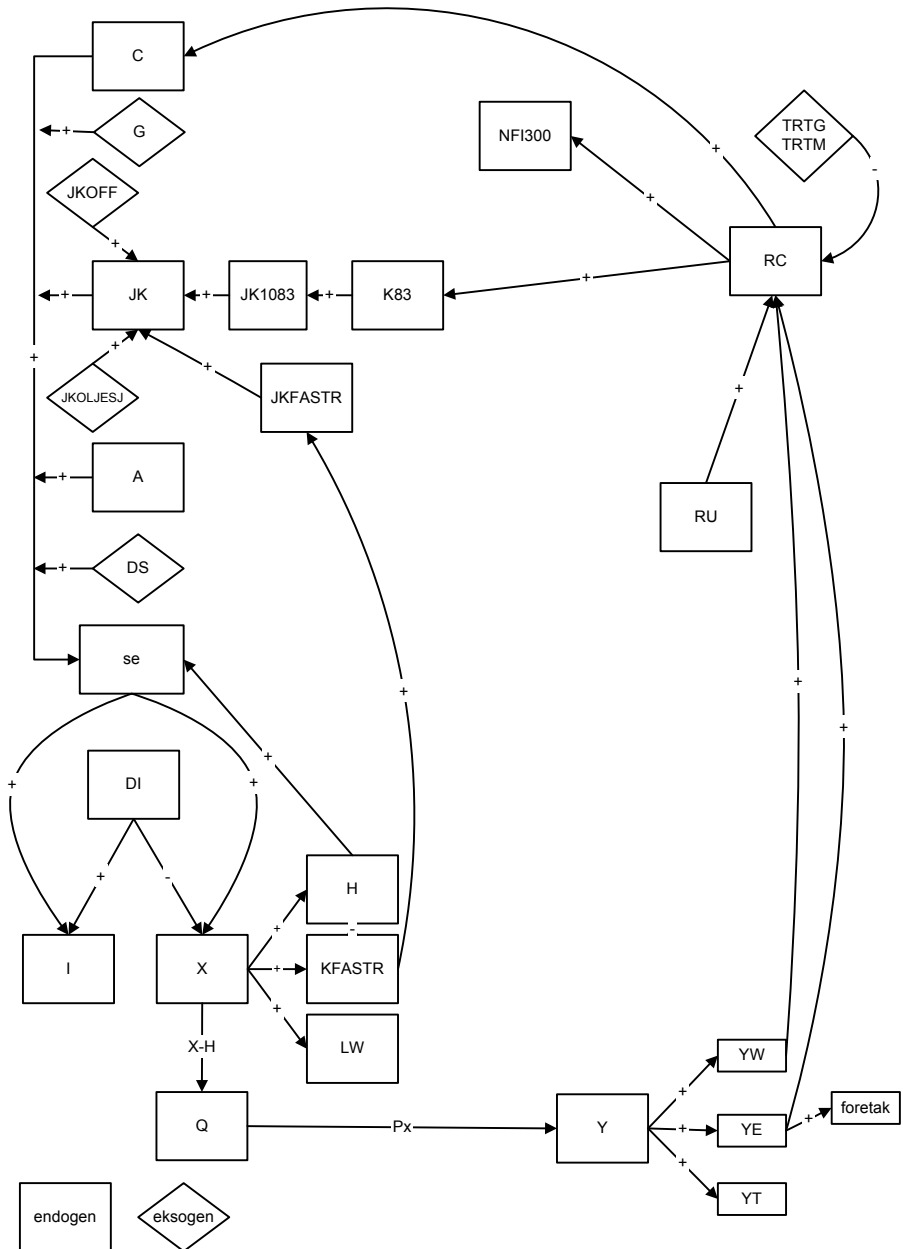 C
+
G
NFI300
TRTG
TRTM
+
-
JKOFF
+
+
RC
JK
+
JK1083
+
K83
+
+
+
+
JKOLJESJ
+
JKFASTR
+
+
A
+
RU
DS
+
se
+
+
+
+
+
+
DI
+
-
H
+
-
I
X
+
KFASTR
+
LW
X-H
YW
+
foretak
Q
Px
Y
+
YE
+
+
YT
endogen
eksogen